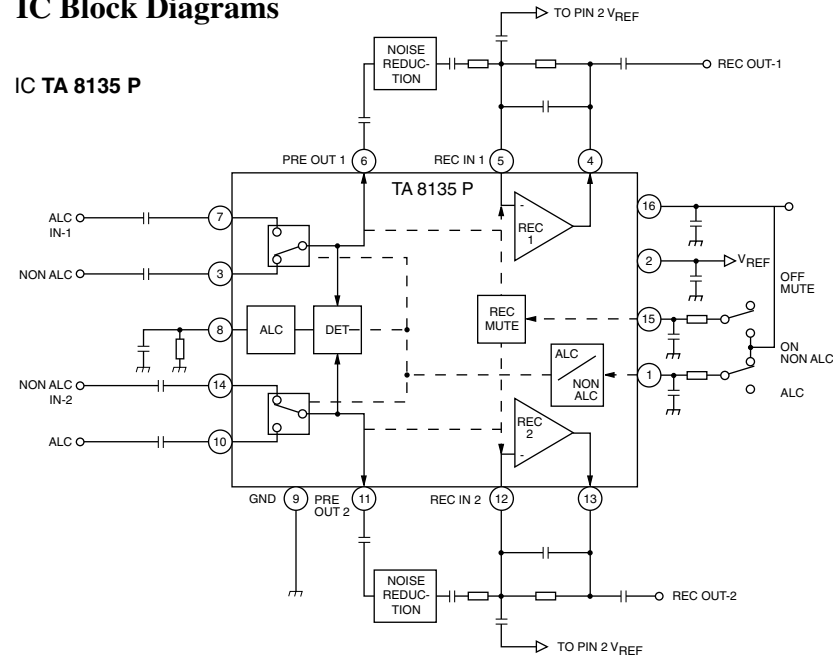 IC Block Diagrams
IC TA 8135 P
TO PIN 2 VREF
NOISE
REDUC-
TION
REC OUT-1
PRE OUT 1
6
REC IN 1
5
4
TA 8135 P
ALC
IN-1
7
NON ALC
3
8
ALC
DET
NON ALC
IN-2
14
ALC
10
-
REC
1
REC
MUTE
ALC
NON
ALC
REC
2
-
16
2
VREF
OFF
MUTE
15
ON
NON ALC
1
ALC
GND
9
PRE
OUT 2
11
REC IN 2
12
13
NOISE
REDUC-
TION
REC OUT-2
TO PIN 2 VREF